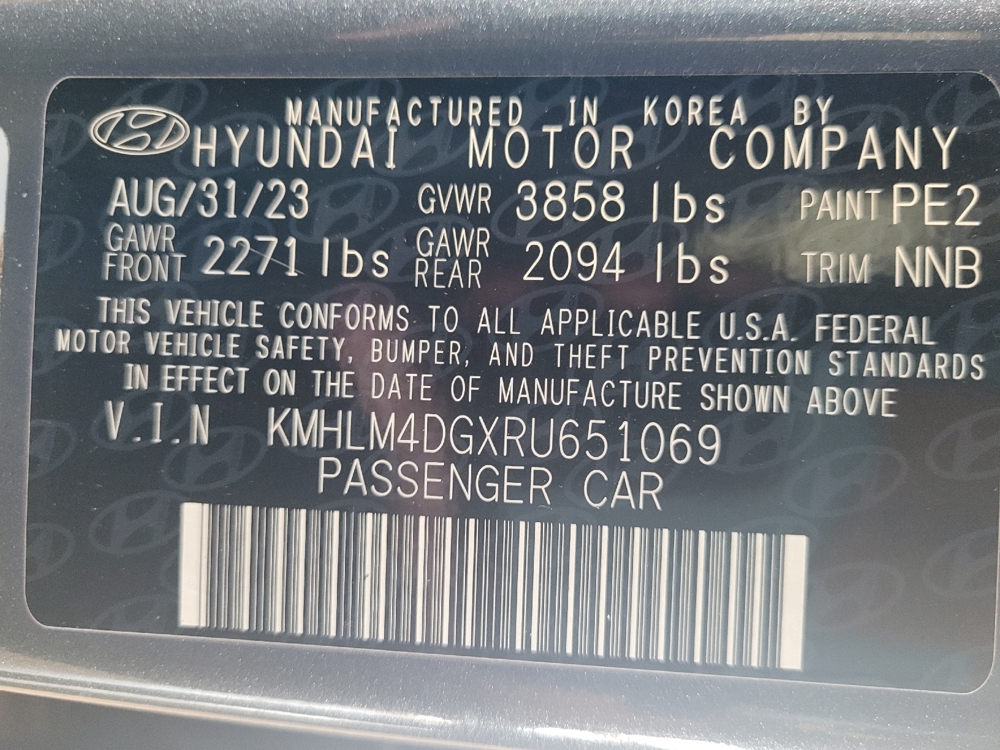 MANUFACTURED IN KOREA BY
HYUNDAI MOTOR COMPANY
AUG/31/23 GVWR 3858 lbs PAINT PE2
GAWR FRONT 2271 lbs GAWR REAR 2094 lbs TRIM NNB
THIS VEHICLE CONFORMS TO ALL APPLICABLE U.S.A. FEDERAL
MOTOR VEHICLE SAFETY, BUMPER, AND THEFT PREVENTION STANDARDS
IN EFFECT ON THE DATE OF MANUFACTURE SHOWN ABOVE
V.I.N KMHLM4DGXRU651069
PASSENGER CAR